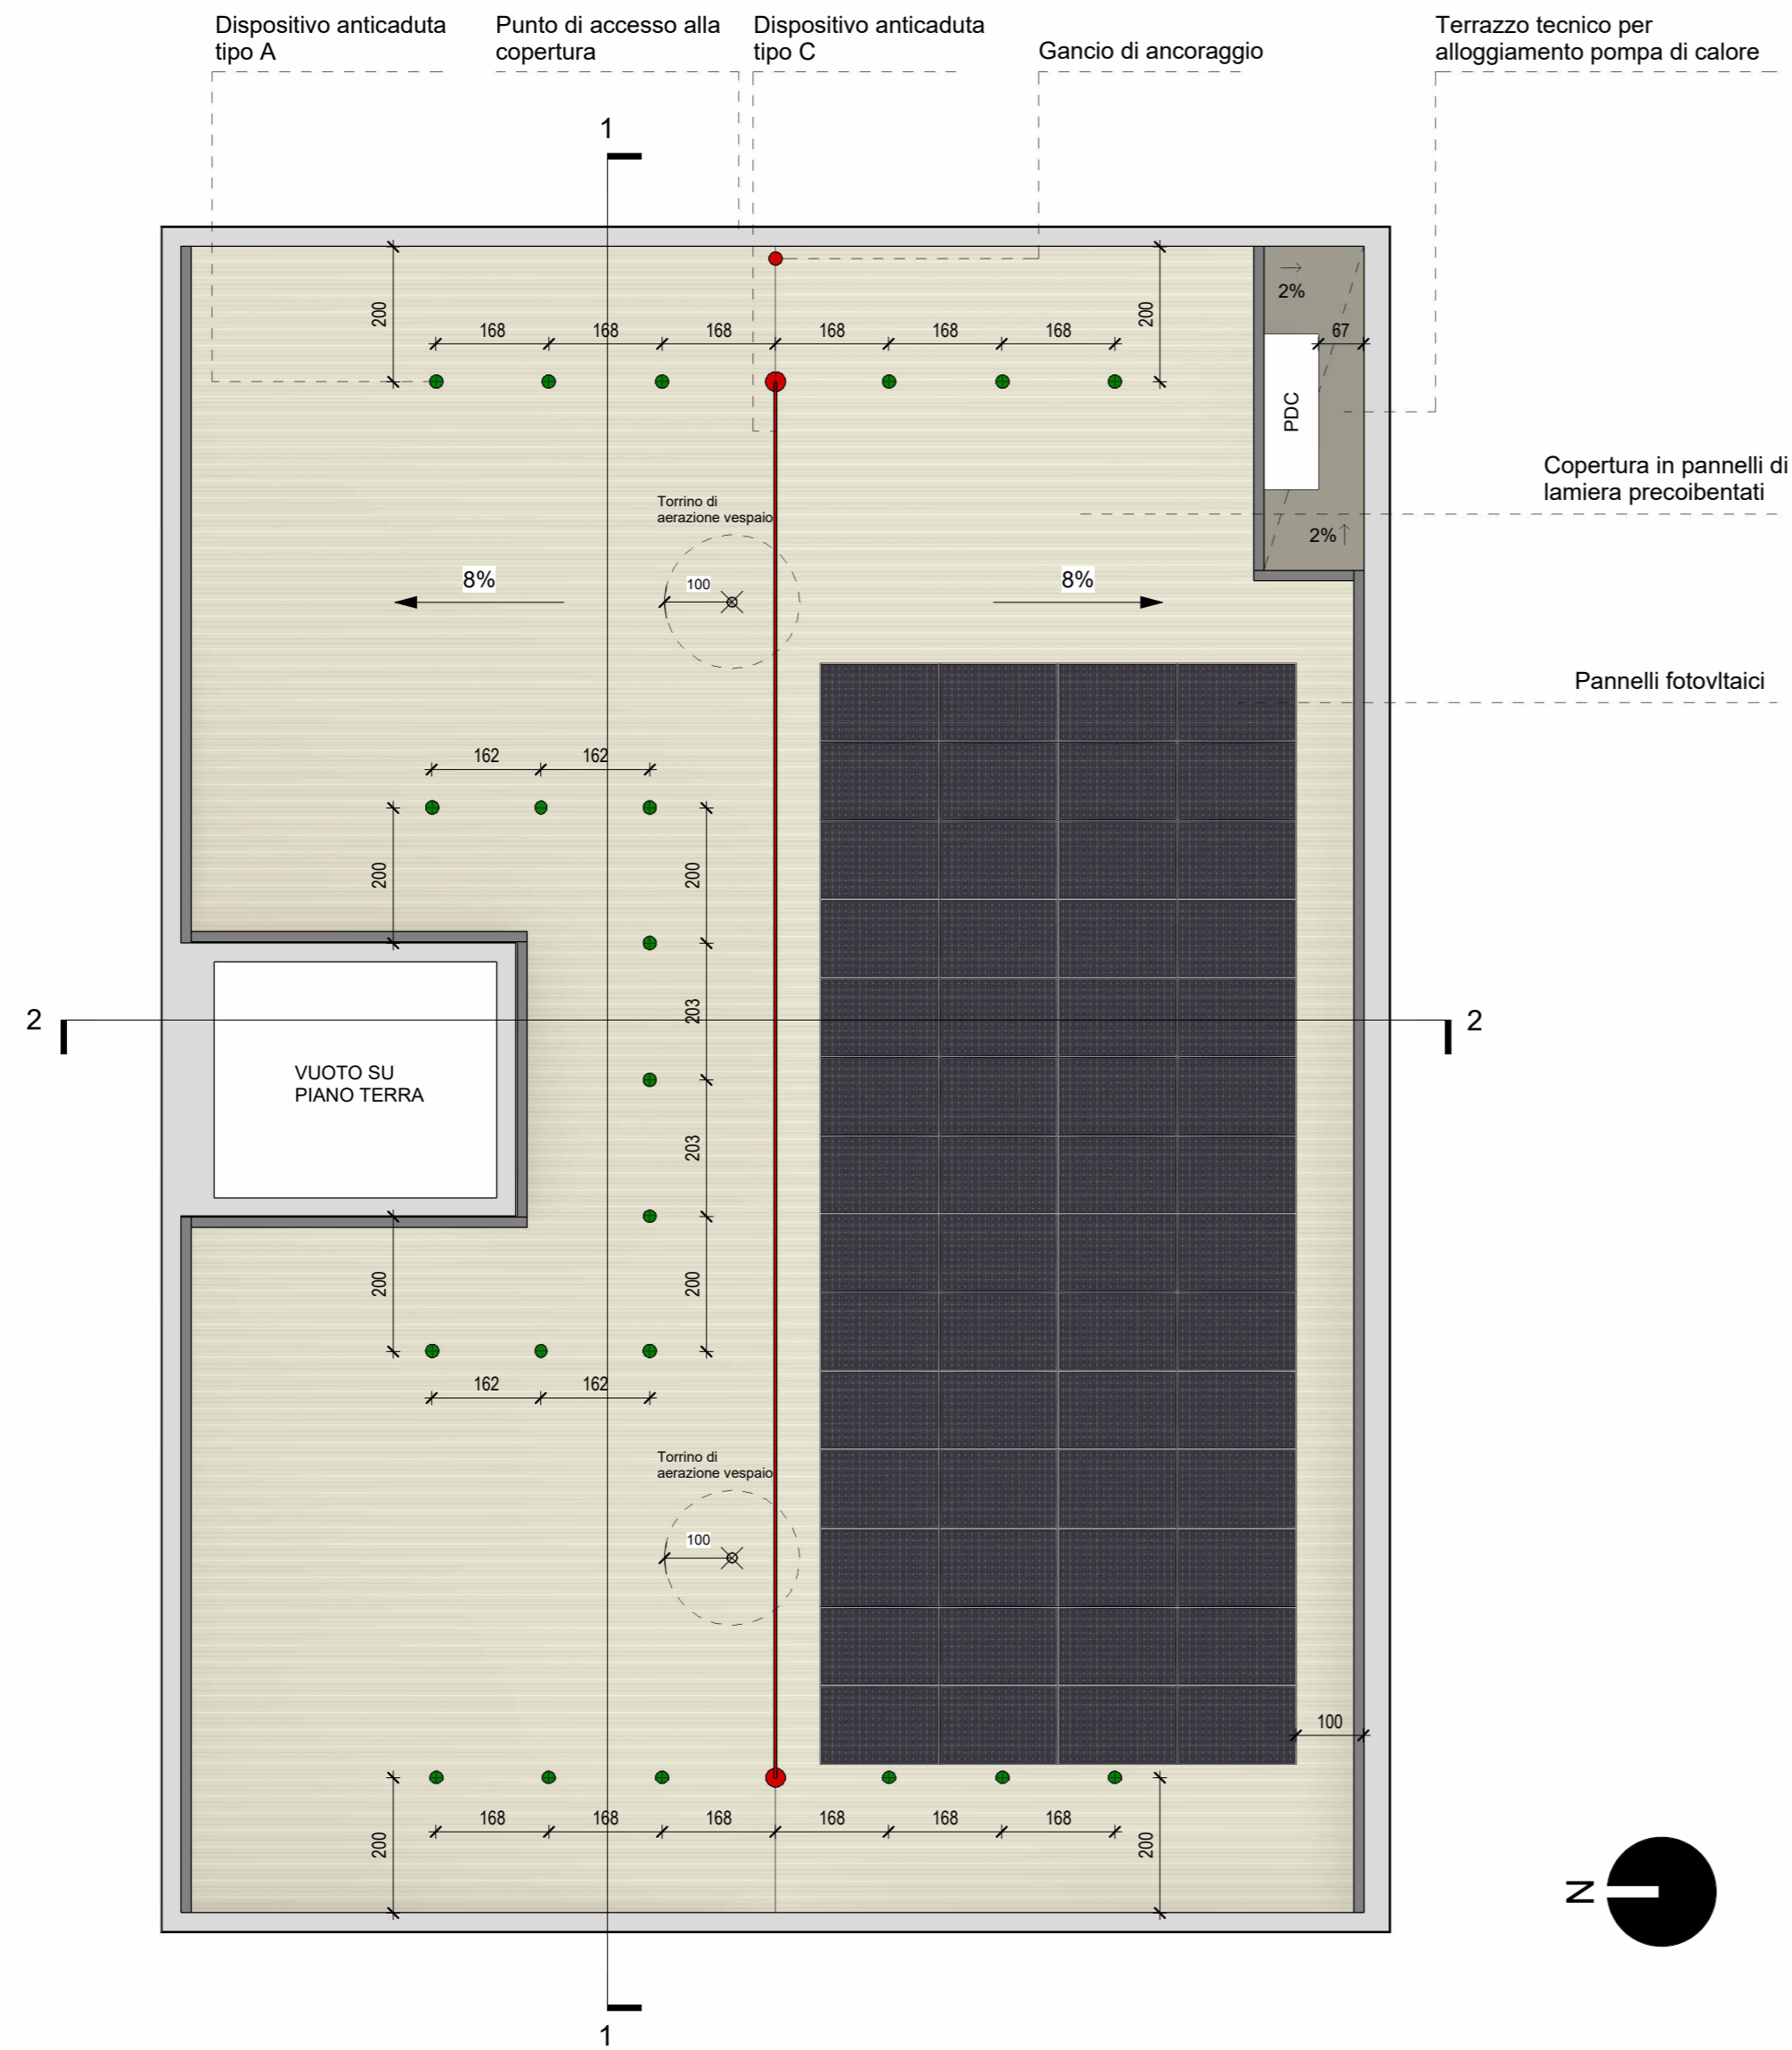 Dispositivo anticaduta
tipo A
Punto di accesso alla
copertura
Dispositivo anticaduta
tipo C
Gancio di ancoraggio
Terrazzo tecnico per
alloggiamento pompa di calore
1
200
168
168
168
168
168
168
200
2%
67
PDC
2%
Copertura in pannelli di
lamiera precoibentati
Torrino di
aerazione vespaio
8%
100
8%
Pannelli fotovltaici
162
162
200
200
2
203
2
VUOTO SU
PIANO TERRA
203
200
200
162
162
Torrino di
aerazione vespaio
100
100
168
168
168
168
168
168
200
200
N
1